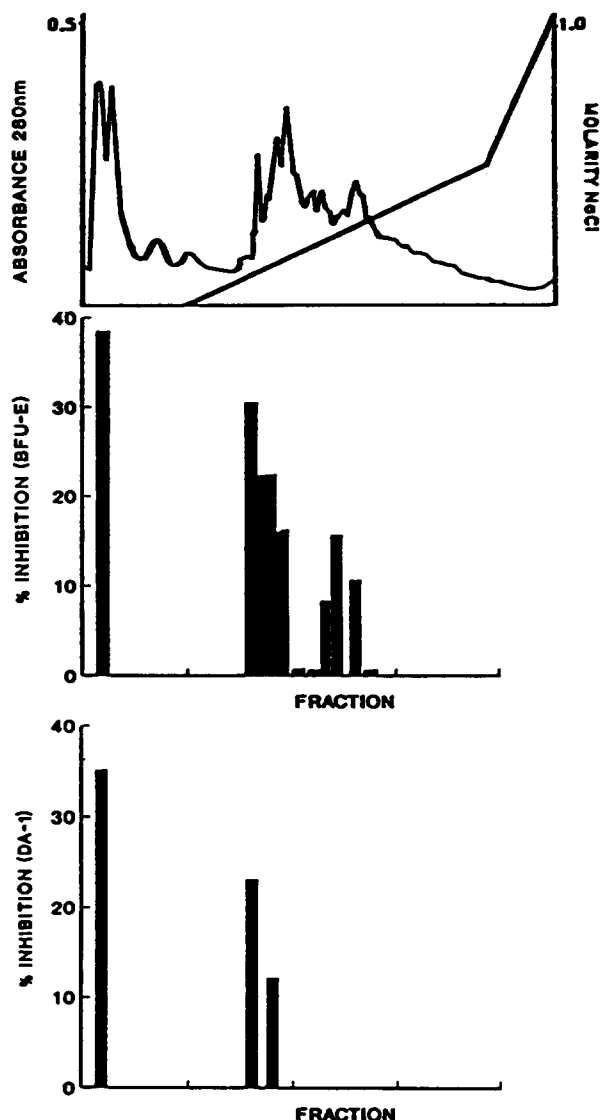 0.5
1.0
ABSORBANCE 280nm
MOLARITY NaCl
40
30
20
10
0
% INHIBITION (BFU-E)
FRACTION
40
30
20
10
0
% INHIBITION (DA-1)
FRACTION